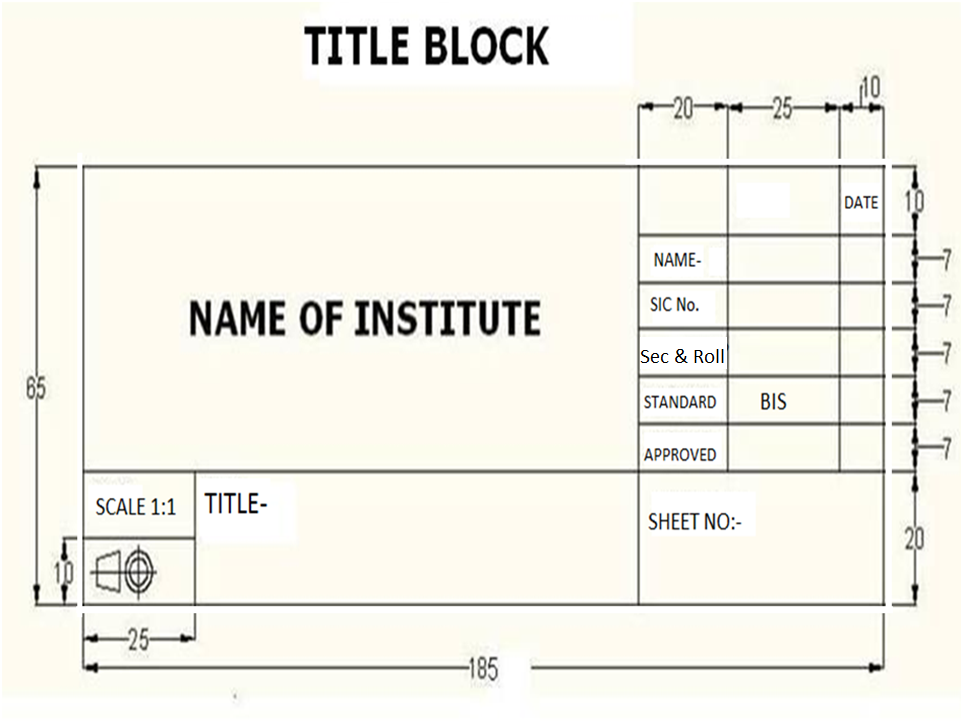 TITLE BLOCK
10
20
25
DATE
10
NAME-
7
SIC No.
7
NAME OF INSTITUTE
Sec & Roll
7
65
STANDARD
BIS
7
APPROVED
7
SCALE 1:1
TITLE-
SHEET NO:-
20
10
25
185